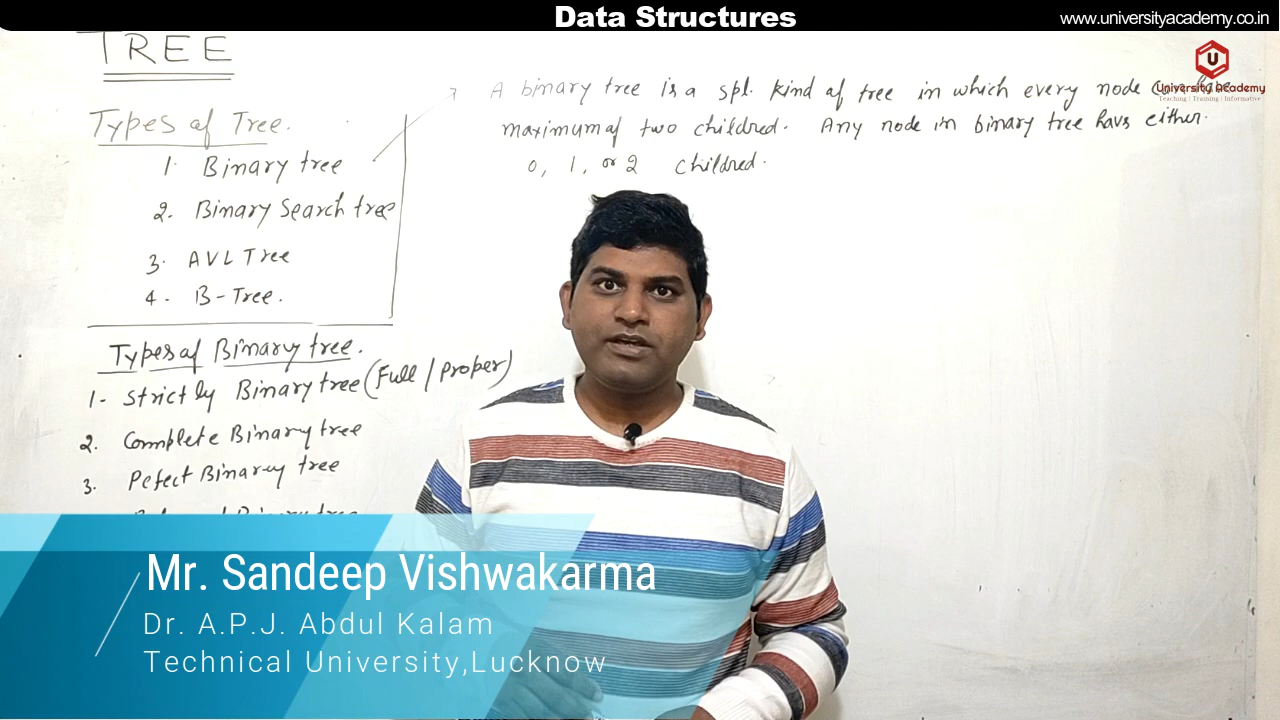 Data Structures
www.universityacademy.co.in
TREE
University Academy
Teaching | Training | Informative
Types of Tree.
1. Binary tree
2. Binary Search tree
3. AVL Tree
4. B-Tree.
A binary tree is a spl. kind of tree in which every node
maximum of two childred. Any node in binary tree havs either.
0, 1, or 2 childred.
Types of Binary tree.
1- Strictly Binary tree (Full / Proper)
2. Complete Binary tree
3. Pefect Binary tree
Mr. Sandeep Vishwakarma
Dr. A.P.J. Abdul Kalam
Technical University,Lucknow